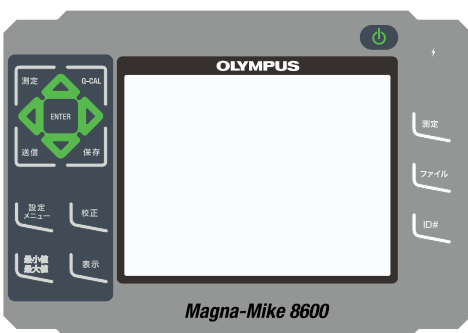 OLYMPUS
測定
Q-CAL
ENTER
送信
保存
設定
メニュー
校正
最小値
最大値
表示
測定
ファイル
ID#
Magna-Mike 8600